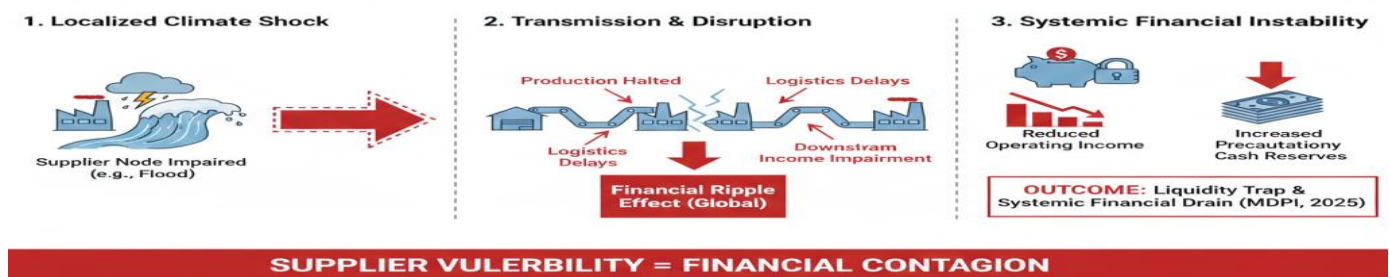 1. Localized Climate Shock
Supplier Node Impaired
(e.g., Flood)
2. Transmission & Disruption
Production Halted
Logistics Delays
Logistics
Delays
Downstram
Income Impairment
Financial Ripple
Effect (Global)
3. Systemic Financial Instability
$
Reduced
Operating Income
Increased
Precautationy
Cash Reserves
OUTCOME: Liquidity Trap &
Systemic Financial Drain (MDPI, 2025)
SUPPLIER VULERBILITY = FINANCIAL CONTAGION